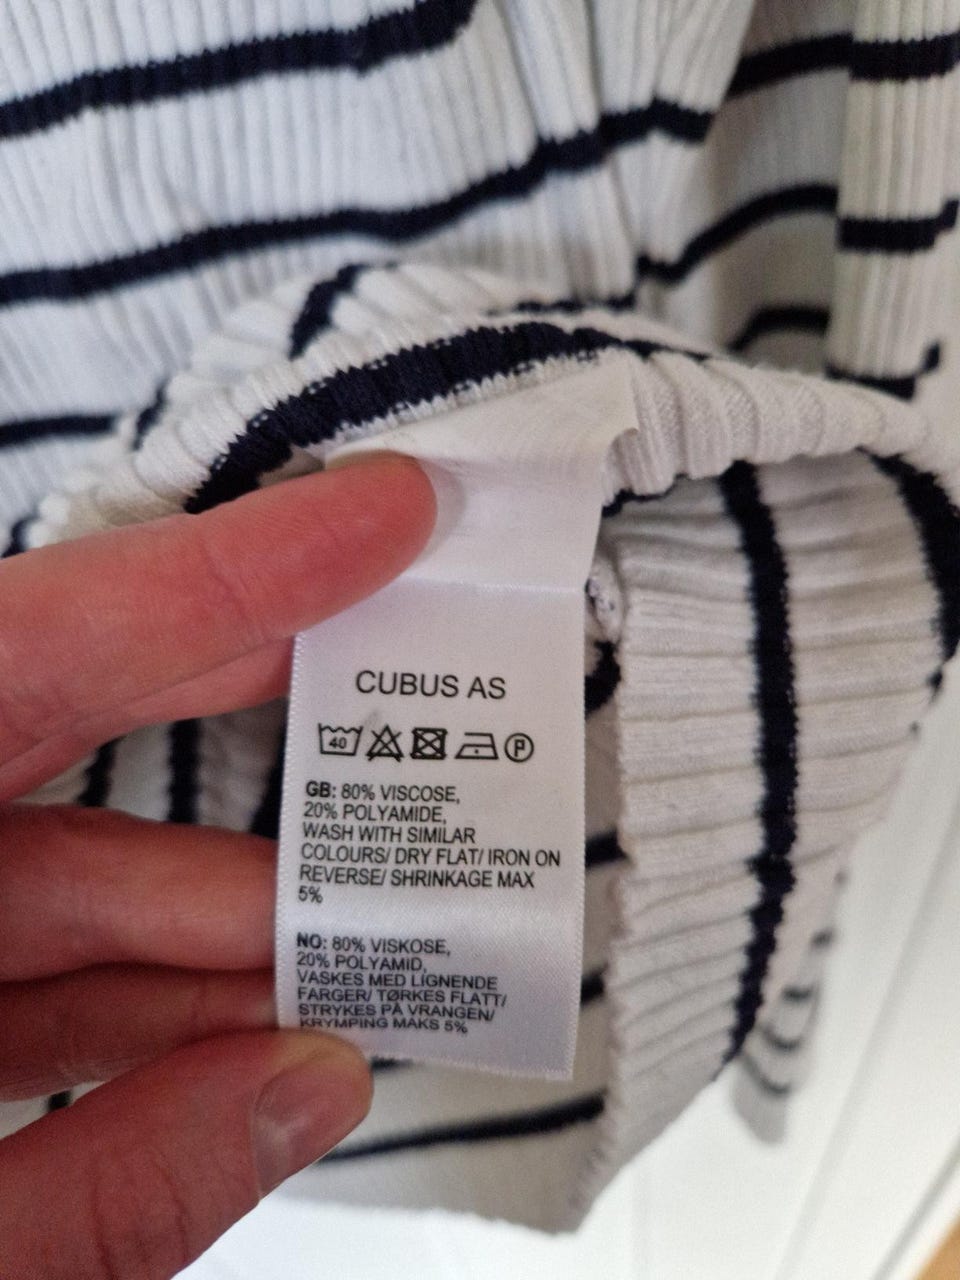 CUBUS AS
40 P
GB: 80% VISCOSE,
20% POLYAMIDE,
WASH WITH SIMILAR
COLOURS/ DRY FLAT/ IRON ON
REVERSE/ SHRINKAGE MAX
5%
NO: 80% VISKOSE,
20% POLYAMID,
VASKES MED LIGNENDE
FARGER/ TØRKES FLATT/
STRYKES PÅ VRANGEN/
KRYMPING MAKS 5%